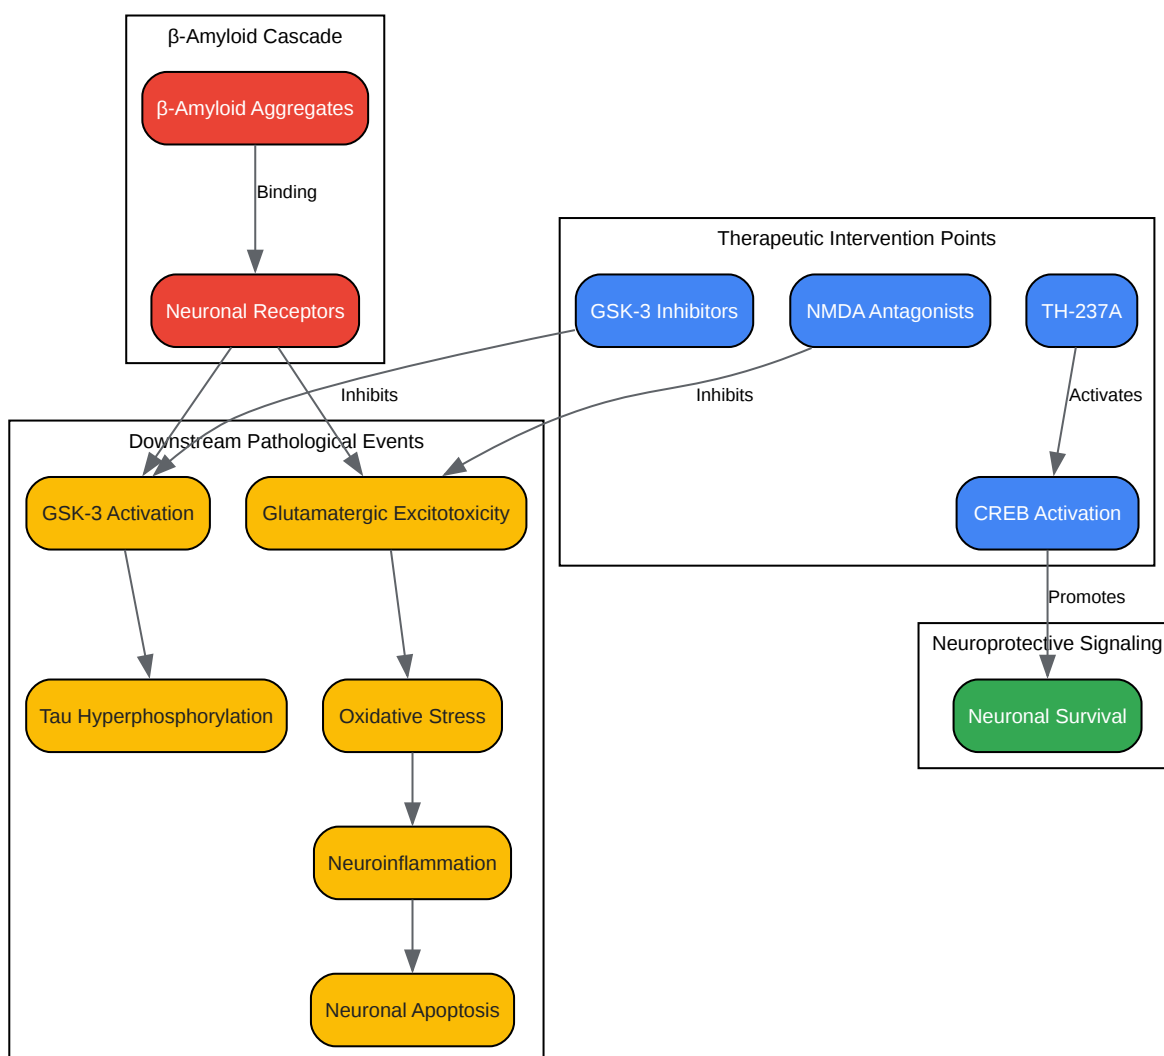 β-Amyloid Cascade
β-Amyloid Aggregates
Binding
Neuronal Receptors
Therapeutic Intervention Points
GSK-3 Inhibitors
NMDA Antagonists
TH-237A
Inhibits
Inhibits
Activates
Downstream Pathological Events
GSK-3 Activation
Glutamatergic Excitotoxicity
CREB Activation
Promotes
Neuroprotective Signaling
Tau Hyperphosphorylation
Oxidative Stress
Neuronal Survival
Neuroinflammation
Neuronal Apoptosis